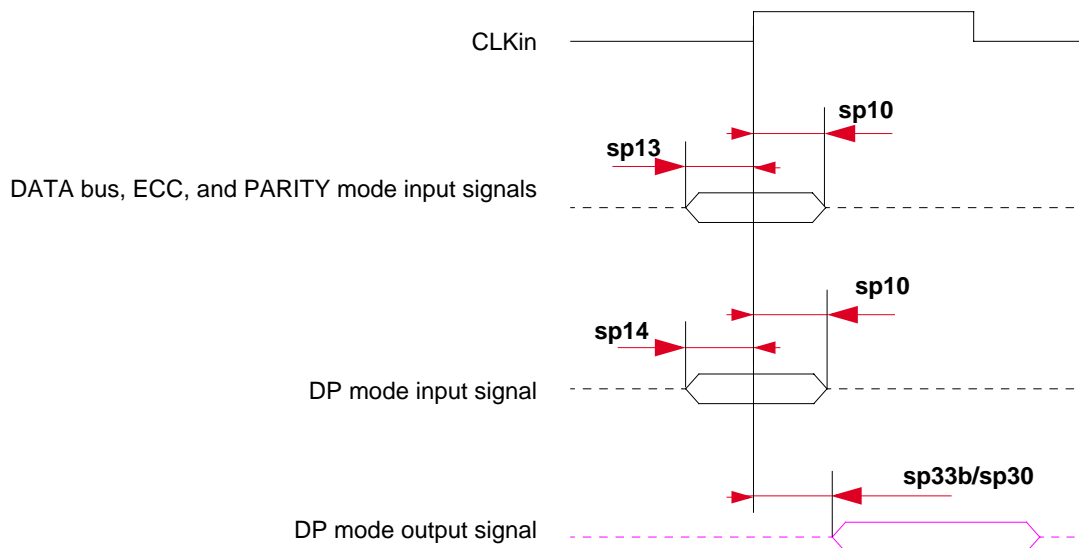 CLKin
sp10
sp13
DATA bus, ECC, and PARITY mode input signals
sp10
sp14
DP mode input signal
sp33b/sp30
DP mode output signal